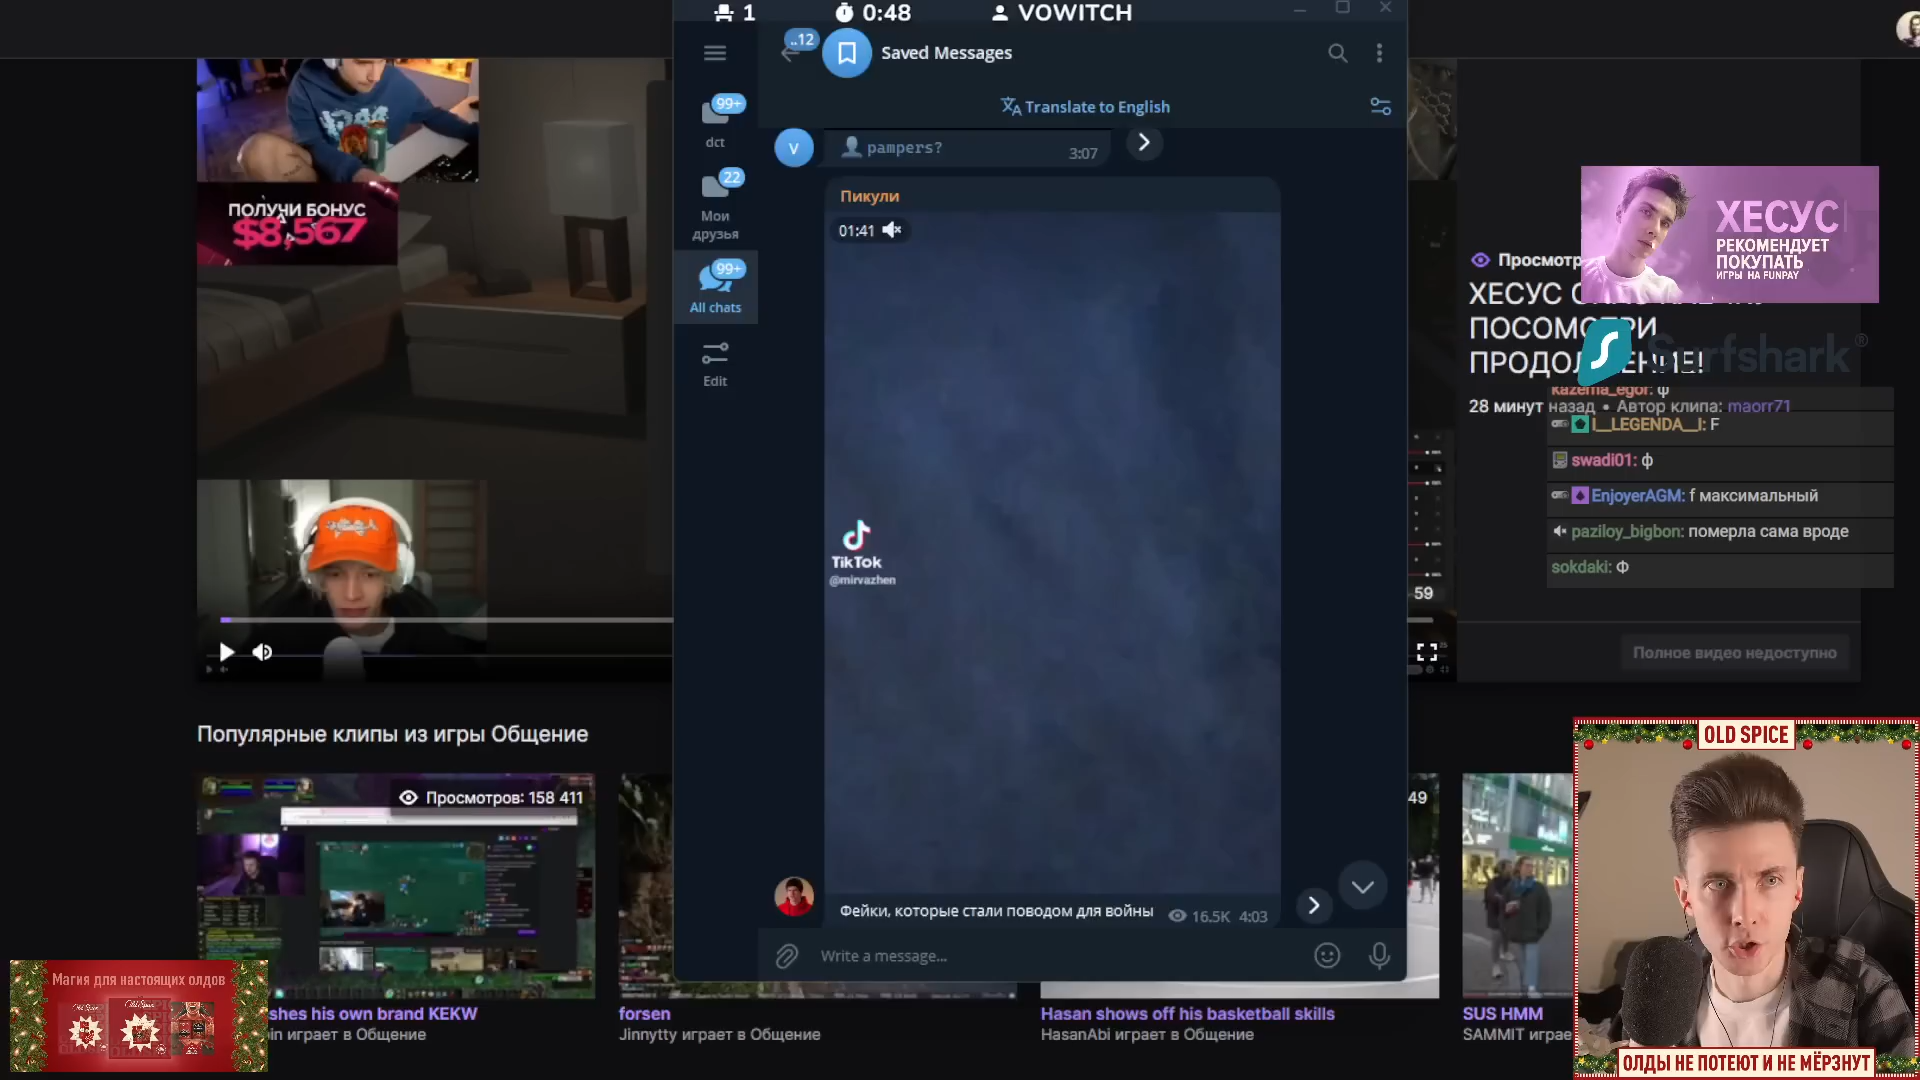 1
0:48
VOWITCH
..12
Saved Messages
Translate to English
99+
dct
22
Мои
друзья
99+
All chats
Edit
V
pampers?
3:07
Пикули
01:41
TikTok
@mirvazhen
Фейки, которые стали поводом для войны
16.5K 4:03
Write a message...
ПОЛУЧИ БОНУС
$8,567
ХЕСУС
РЕКОМЕНДУЕТ
ПОКУПАТЬ
ИГРЫ НА FUNPAY
Просмотр
ХЕСУС
ПОСОМОТРИ
Surfshark®
28 минут назад • Автор клипа: maorr71
kazema_egor: ф
l__LEGENDA__l: F
swadi01: ф
EnjoyerAGM: f максимальный
paziloy_bigbon: померла сама вроде
sokdaki: Ф
59
Полное видео недоступно
Популярные клипы из игры Общение
Просмотров: 158 411
49
shes his own brand KEKW
in играет в Общение
forsen
Jinnytty играет в Общение
Hasan shows off his basketball skills
HasanAbi играет в Общение
SUS HMM
SAMMIT играе
Магия для настоящих олдов
OLD SPICE
ОЛДЫ НЕ ПОТЕЮТ И НЕ МЁРЗНУТ